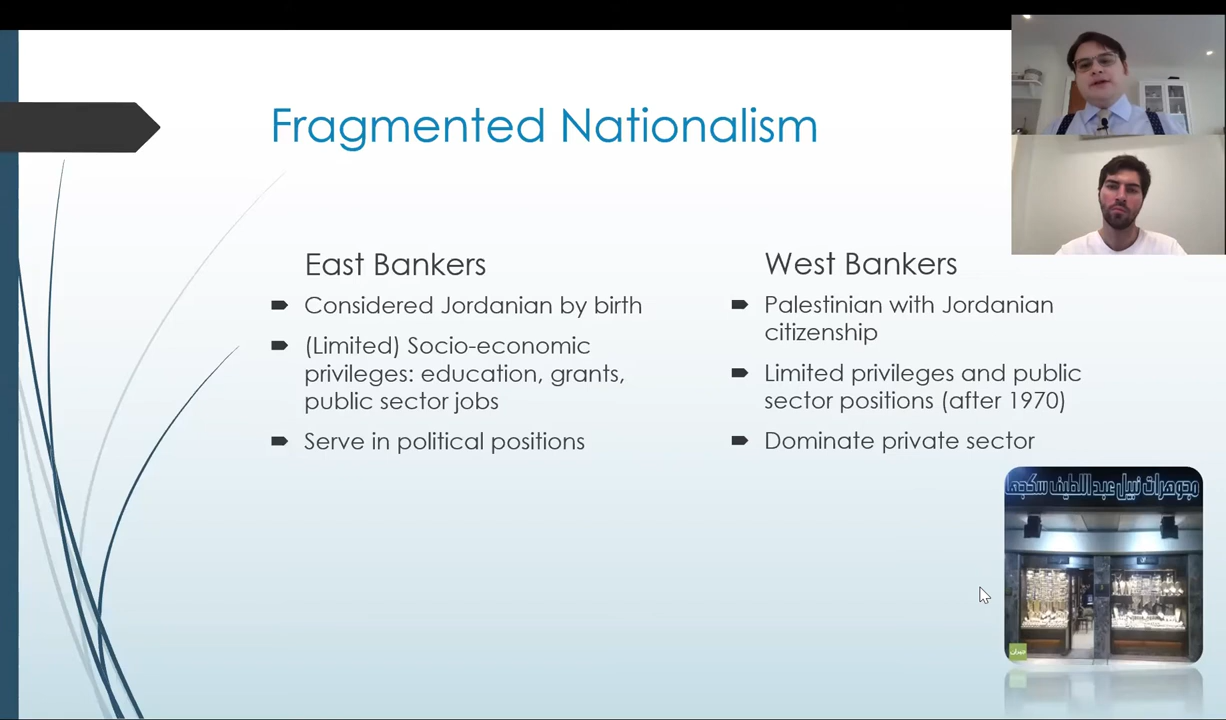 Fragmented Nationalism
East Bankers
Considered Jordanian by birth
(Limited) Socio-economic
privileges: education, grants,
public sector jobs
Serve in political positions
West Bankers
Palestinian with Jordanian
citizenship
Limited privileges and public
sector positions (after 1970)
Dominate private sector
مجوهرات نبيل عبد اللطيف سكجها